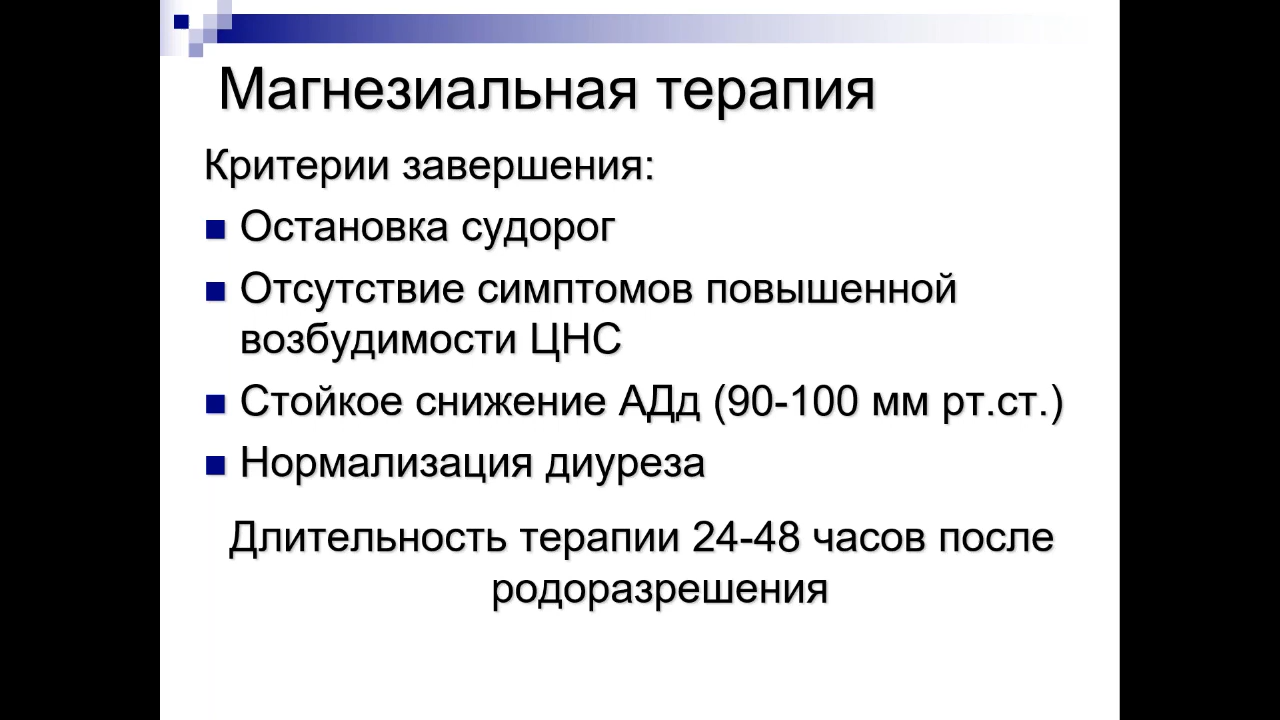 Магнезиальная терапия
Критерии завершения:
Остановка судорог
Отсутствие симптомов повышенной
возбудимости ЦНС
Стойкое снижение АДд (90-100 мм рт.ст.)
Нормализация диуреза
Длительность терапии 24-48 часов после
родоразрешения